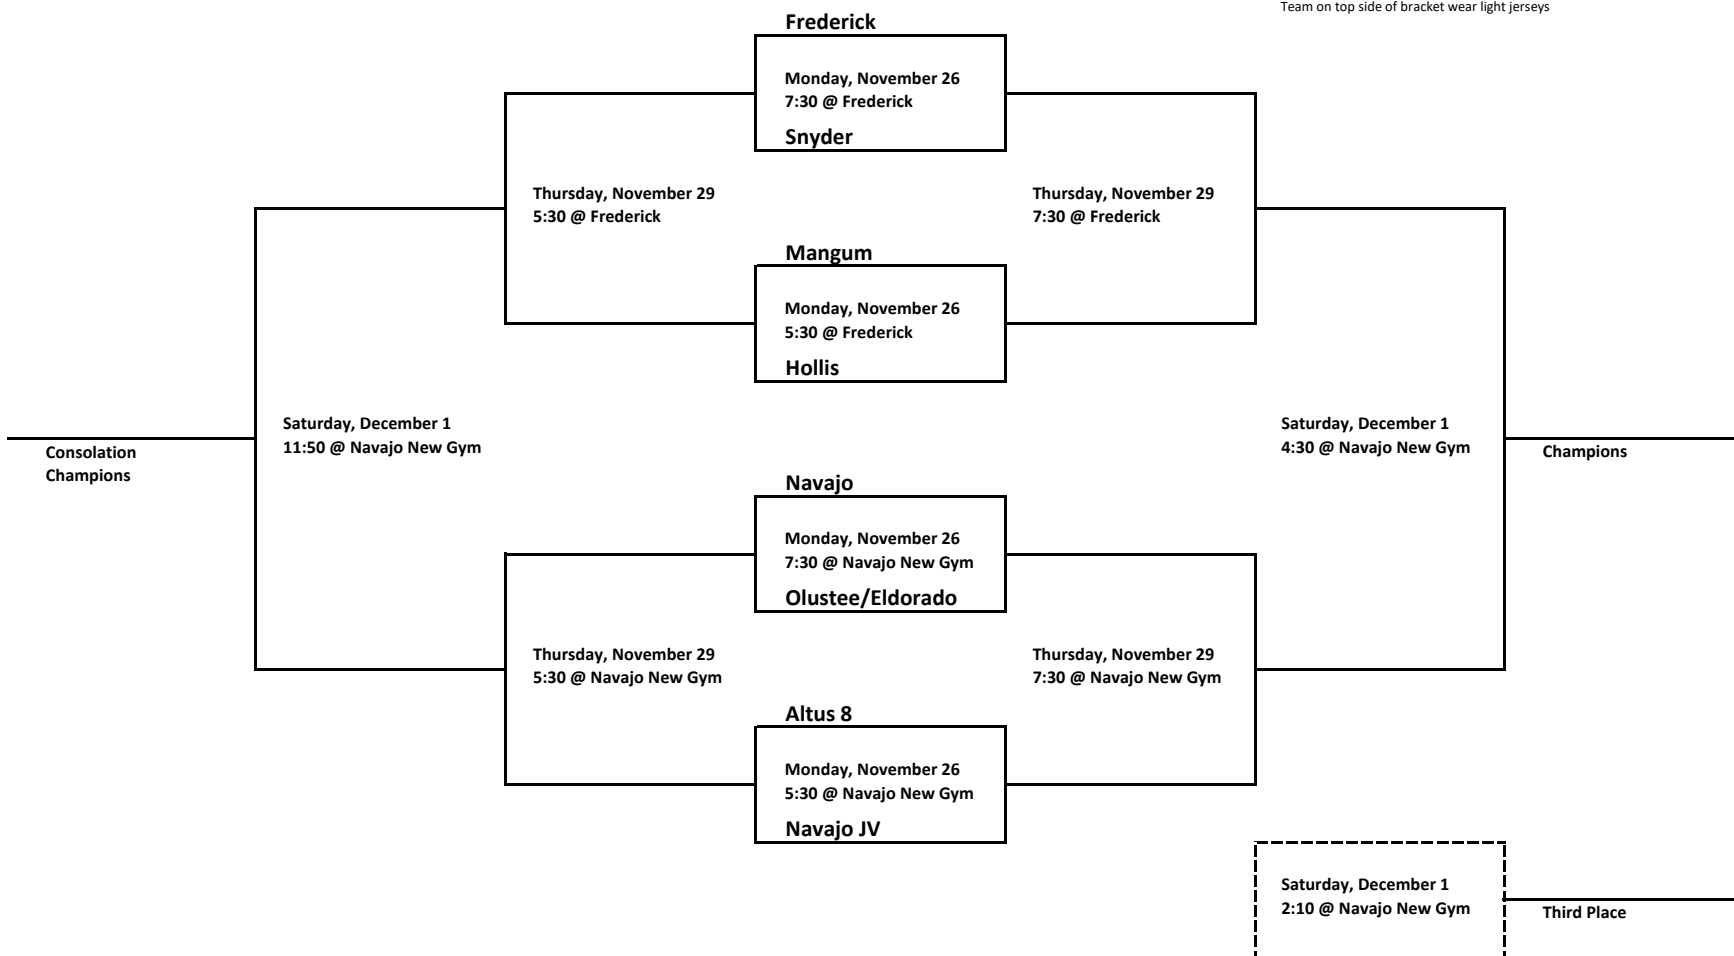 Team on top side of bracket wear light jerseys
Frederick
Monday, November 26
7:30 @ Frederick
Snyder
Thursday, November 29
5:30 @ Frederick
Thursday, November 29
7:30 @ Frederick
Mangum
Monday, November 26
5:30 @ Frederick
Hollis
Saturday, December 1
11:50 @ Navajo New Gym
Saturday, December 1
4:30 @ Navajo New Gym
Consolation
Champions
Champions
Navajo
Monday, November 26
7:30 @ Navajo New Gym
Olustee/Eldorado
Thursday, November 29
5:30 @ Navajo New Gym
Thursday, November 29
7:30 @ Navajo New Gym
Altus 8
Monday, November 26
5:30 @ Navajo New Gym
Navajo JV
Saturday, December 1
2:10 @ Navajo New Gym
Third Place